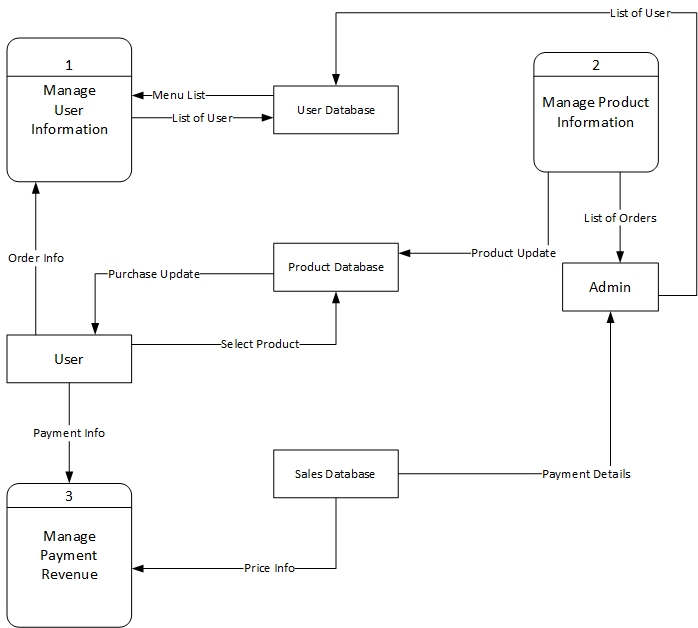 List of User
1
Manage
User
Information
Menu List
List of User
User Database
2
Manage Product
Information
List of Orders
Order Info
Product Update
Product Database
Purchase Update
Admin
Select Product
User
Payment Info
Sales Database
Payment Details
3
Manage
Payment
Revenue
Price Info